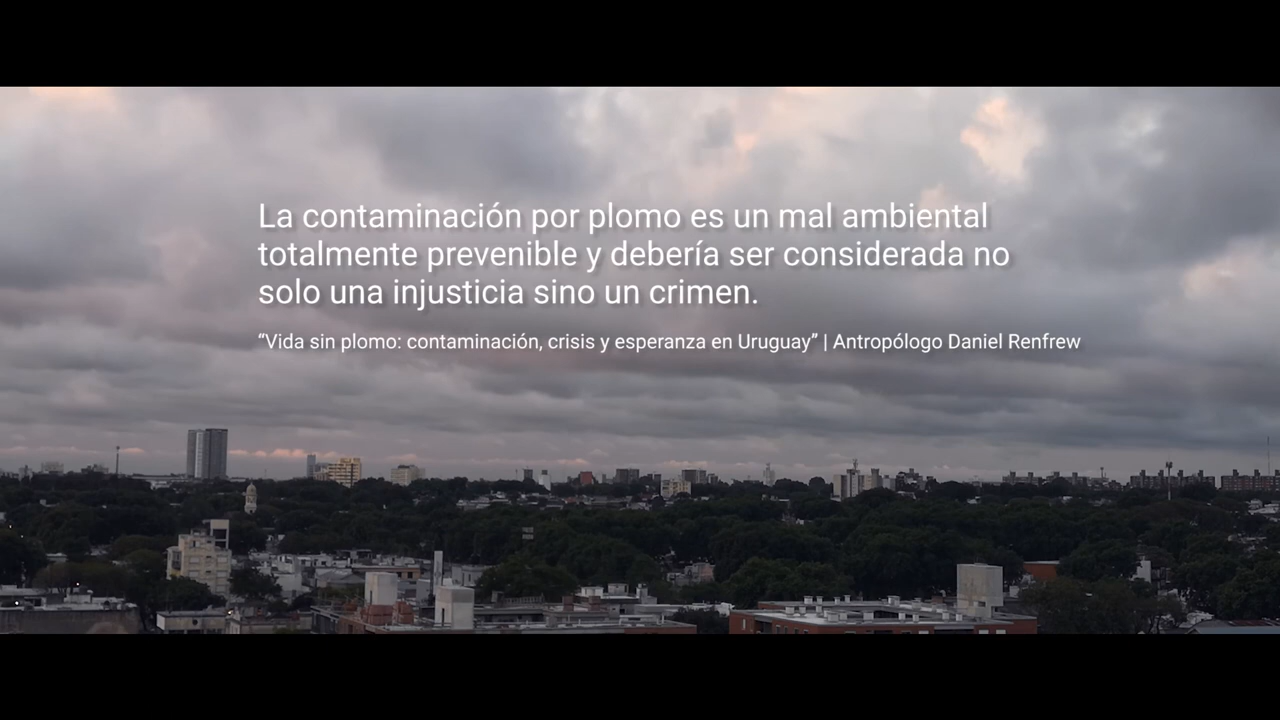 La contaminación por plomo es un mal ambiental
totalmente prevenible y debería ser considerada no
solo una injusticia sino un crimen.
“Vida sin plomo: contaminación, crisis y esperanza en Uruguay” | Antropólogo Daniel Renfrew